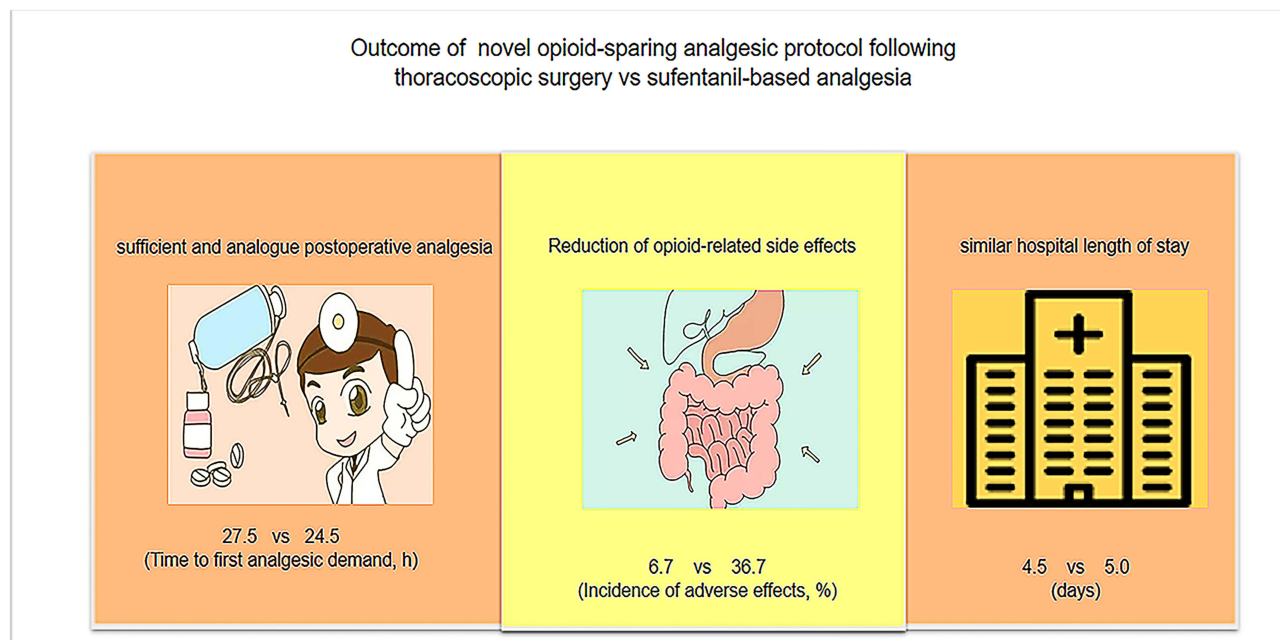 Outcome of novel opioid-sparing analgesic protocol following
thoracoscopic surgery vs sufentanil-based analgesia
sufficient and analogue postoperative analgesia
27.5 vs 24.5
(Time to first analgesic demand, h)
Reduction of opioid-related side effects
6.7 vs 36.7
(Incidence of adverse effects, %)
similar hospital length of stay
4.5 vs 5.0
(days)